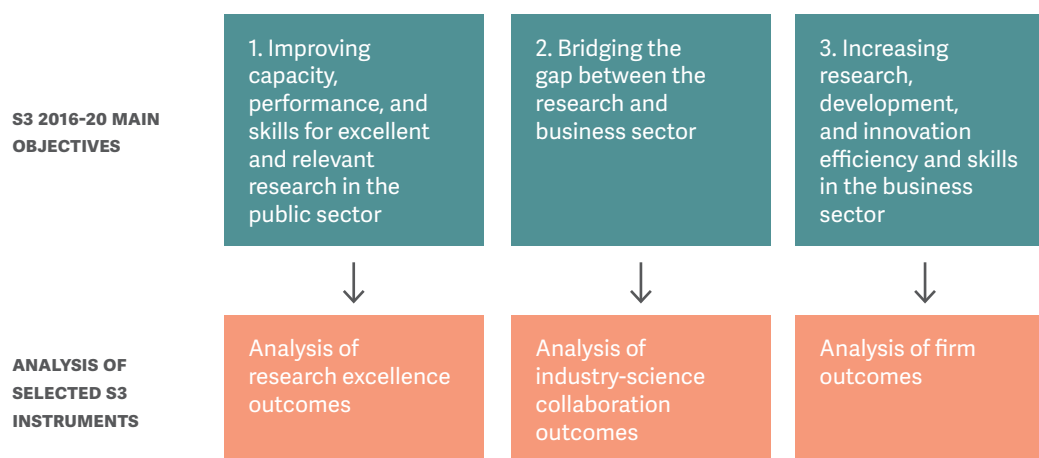 S3 2016-20 MAIN
OBJECTIVES
1. Improving
capacity,
performance, and
skills for excellent
and relevant
research in the
public sector
2. Bridging the
gap between the
research and
business sector
3. Increasing
research,
development,
and innovation
efficiency and skills
in the business
sector
ANALYSIS OF
SELECTED S3
INSTRUMENTS
Analysis of
research excellence
outcomes
Analysis of
industry-science
collaboration
outcomes
Analysis of firm
outcomes